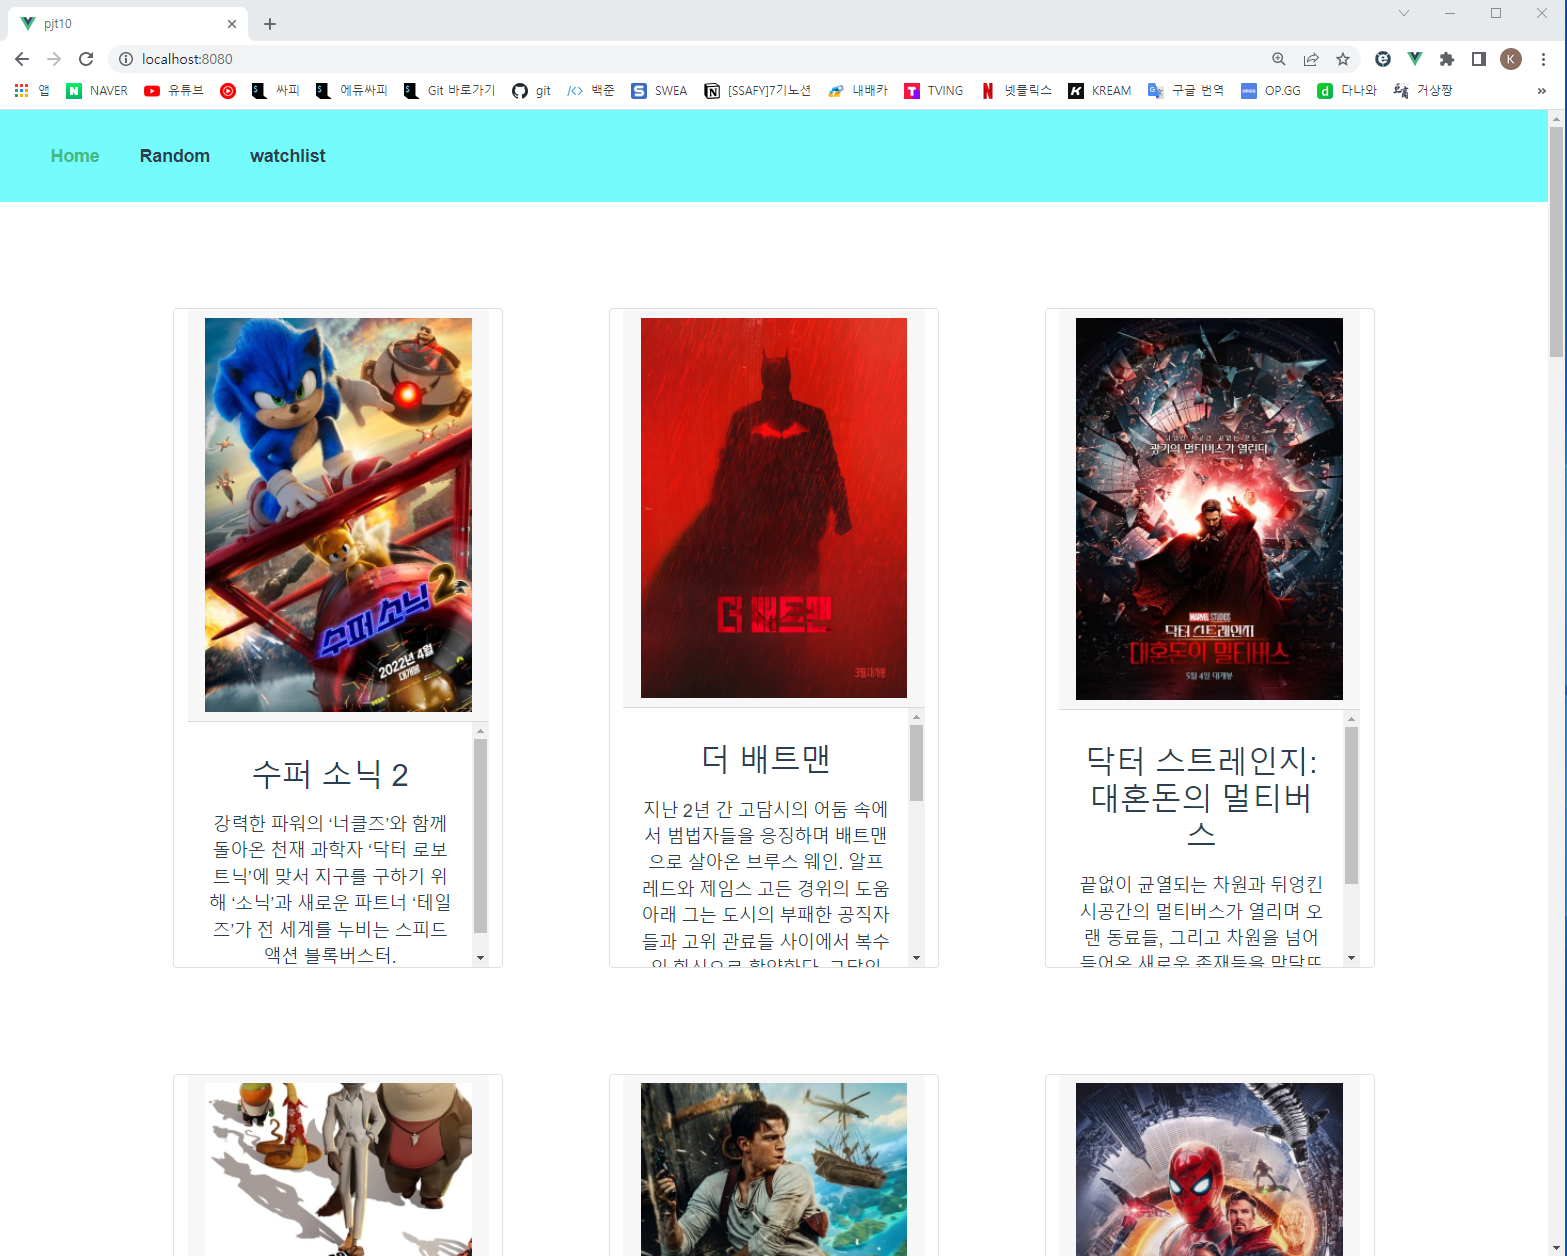 pjt10
localhost:8080
K
앱 NAVER 유튜브 싸피 에듀싸피 Git 바로가기 git 백준 SWEA [SSAFY]7기노션 내배카 TVING 넷플릭스 KREAM 구글 번역 OP.GG 다나와 거상짱 »
Home Random watchlist
수퍼 소닉 2
2022년 4월
대개봉
수퍼 소닉 2
강력한 파워의 ‘너클즈’와 함께
돌아온 천재 과학자 ‘닥터 로보
트닉’에 맞서 지구를 구하기 위
해 ‘소닉’과 새로운 파트너 ‘테일
즈’가 전 세계를 누비는 스피드
액션 블록버스터.
더 배트맨
3월 대개봉
더 배트맨
지난 2년 간 고담시의 어둠 속에
서 범법자들을 응징하며 배트맨
으로 살아온 브루스 웨인. 알프
레드와 제임스 고든 경위의 도움
아래 그는 도시의 부패한 공직자
들과 고위 관료들 사이에서 복수
의 화신으로 활약한다. 고담의
광기의 멀티버스가 열린다
MARVEL STUDIOS
닥터 스트레인지
대혼돈의 멀티버스
5월 4일 대개봉
닥터 스트레인지:
대혼돈의 멀티버
스
끝없이 균열되는 차원과 뒤엉킨
시공간의 멀티버스가 열리며 오
랜 동료들, 그리고 차원을 넘어
들어온 새로운 존재들을 맞닥뜨